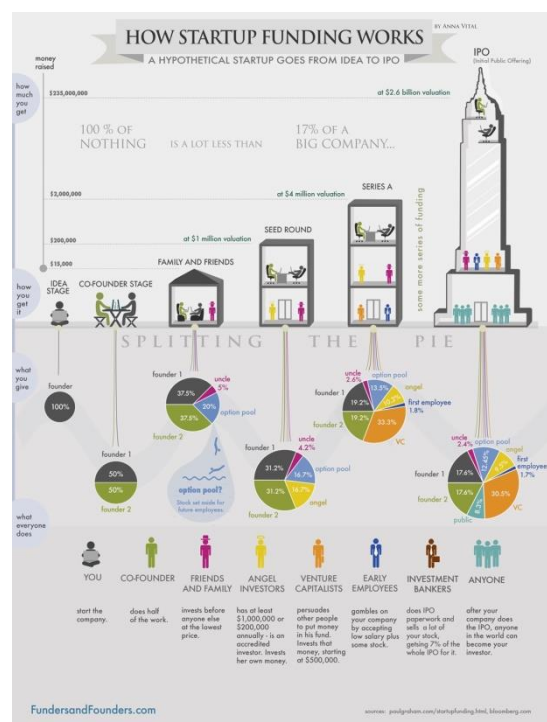 HOW STARTUP FUNDING WORKS
BY ANNA VITAL
A HYPOTHETICAL STARTUP GOES FROM IDEA TO IPO
IPO
(Initial Public Offering)
money
raised
how
much
you
get
$235,000,000
at $2.6 billion valuation
100 % OF
NOTHING
IS A LOT LESS THAN
17% OF A
BIG COMPANY...
$2,000,000
at $4 million valuation
SERIES A
$200,000
at $1 million valuation
SEED ROUND
$15,000
FAMILY AND FRIENDS
some more series of funding
how
you
get
it
IDEA
STAGE
CO-FOUNDER STAGE
SPLITTING THE PIE
what
you
give
founder
100%
founder 1
50%
50%
founder 2
founder 1
37.5%
uncle
5%
20%
option pool
37.5%
founder 2
option pool?
Stock set aside for
future employees.
founder 1
31.2%
uncle
4.2%
16.7%
option pool
31.2%
16.7%
angel
founder 2
uncle
2.6%
option pool
13.5%
angel
founder 1
19.2%
first employee
1.8%
19.2%
founder 2
33.3%
VC
uncle
2.4%
option pool
12.45%
angel
founder 1
17.6%
first
employee
1.7%
founder 2
17.6%
30.5%
VC
public
what
everyone
does
YOU
start the
company.
CO-FOUNDER
does half
of the work.
FRIENDS
AND FAMILY
invests before
anyone else
at the lowest
price.
ANGEL
INVESTORS
has at least
$1,000,000 or
$200,000
annually - is an
accredited
investor. Invests
her own money.
VENTURE
CAPITALISTS
persuades
other people
to put money
in his fund.
Invests that
money, starting
at $500,000.
EARLY
EMPLOYEES
gambles on
your company
by accepting
low salary plus
some stock.
INVESTMENT
BANKERS
does IPO
paperwork and
sells a lot of
your stock,
getting 7% of the
whole IPO for it.
ANYONE
after your
company does
the IPO, anyone
in the world can
become your
investor.
FundersandFounders.com
sources: paulgraham.com/startupfunding.html, bloomberg.com